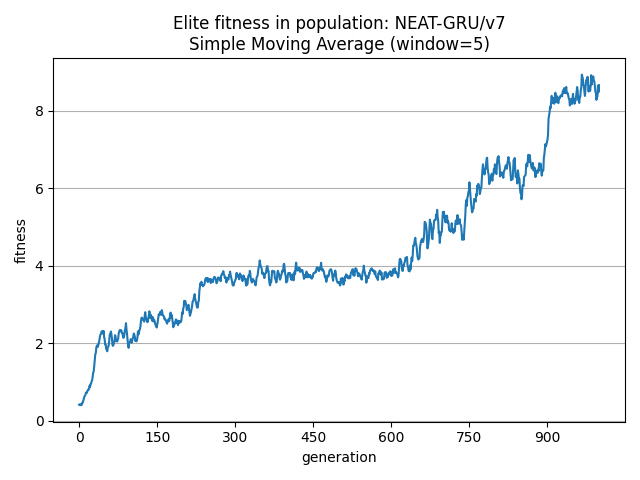 Elite fitness in population: NEAT-GRU/v7
Simple Moving Average (window=5)
fitness
8
6
4
2
0
0 150 300 450 600 750 900
generation